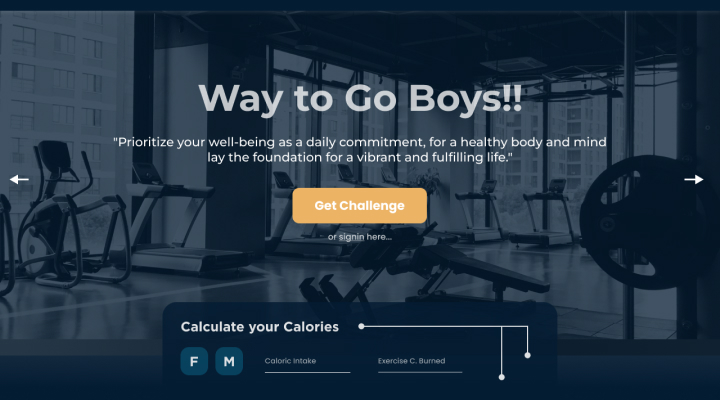 Way to Go Boys!!
"Prioritize your well-being as a daily commitment, for a healthy body and mind
lay the foundation for a vibrant and fulfilling life."
Get Challenge
or signin here...
Calculate your Calories
F M Caloric Intake Exercise C. Burned